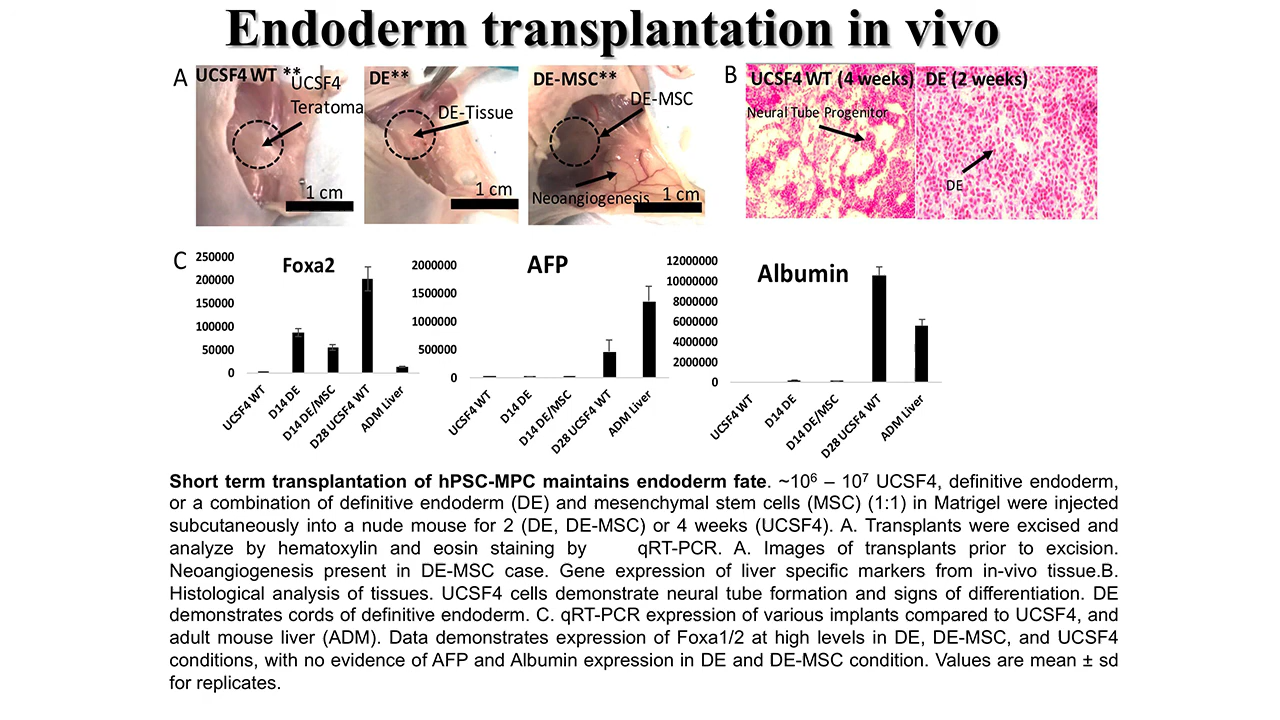 Endoderm transplantation in vivo
A
UCSF4 WT **
UCSF4
Teratoma
1 cm
DE**
DE-Tissue
1 cm
DE-MSC**
DE-MSC
Neoangiogenesis
1 cm
B
UCSF4 WT (4 weeks)
Neural Tube Progenitor
DE (2 weeks)
DE
C
Foxa2
250000
200000
150000
100000
50000
0
UCSF4 WT
D14 DE
D14 DE/MSC
D28 UCSF4 WT
ADM Liver
AFP
2000000
1500000
1000000
500000
0
UCSF4 WT
D14 DE
D14 DE/MSC
D28 UCSF4 WT
ADM Liver
Albumin
12000000
10000000
8000000
6000000
4000000
2000000
0
UCSF4 WT
D14 DE
D14 DE/MSC
D28 UCSF4 WT
ADM Liver
Short term transplantation of hPSC-MPC maintains endoderm fate. ~10⁶ – 10⁷ UCSF4, definitive endoderm,
or a combination of definitive endoderm (DE) and mesenchymal stem cells (MSC) (1:1) in Matrigel were injected
subcutaneously into a nude mouse for 2 (DE, DE-MSC) or 4 weeks (UCSF4). A. Transplants were excised and
analyze by hematoxylin and eosin staining by qRT-PCR. A. Images of transplants prior to excision.
Neoangiogenesis present in DE-MSC case. Gene expression of liver specific markers from in-vivo tissue.B.
Histological analysis of tissues. UCSF4 cells demonstrate neural tube formation and signs of differentiation. DE
demonstrates cords of definitive endoderm. C. qRT-PCR expression of various implants compared to UCSF4, and
adult mouse liver (ADM). Data demonstrates expression of Foxa1/2 at high levels in DE, DE-MSC, and UCSF4
conditions, with no evidence of AFP and Albumin expression in DE and DE-MSC condition. Values are mean ± sd
for replicates.